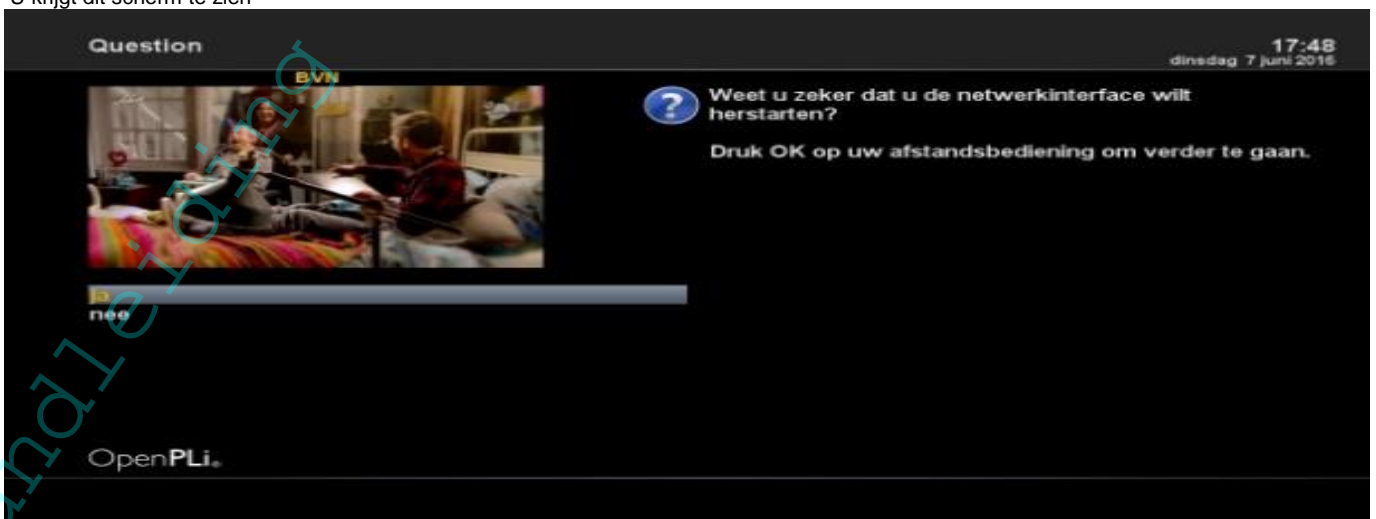 U krijgt dit scherm te zien
Question
17:48
dinsdag 7 juni 2016
BVN
Weet u zeker dat u de netwerkinterface wilt
herstarten?
Druk OK op uw afstandsbediening om verder te gaan.
ja
nee
OpenPLi®
ndleiding